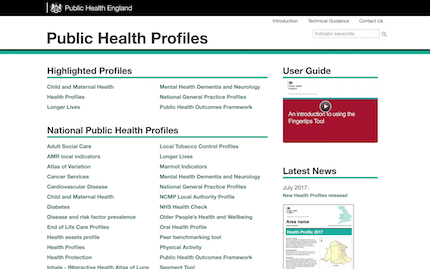 Public Health England
Introduction
Technical Guidance
Contact Us
Public Health Profiles
Indicator keywords
Highlighted Profiles
Child and Maternal Health
Health Profiles
Longer Lives
Mental Health Dementia and Neurology
National General Practice Profiles
Public Health Outcomes Framework
National Public Health Profiles
Adult Social Care
AMR local indicators
Atlas of Variation
Cancer Services
Cardiovascular Disease
Child and Maternal Health
Diabetes
Disease and risk factor prevalence
End of Life Care Profiles
Health assets profile
Health Profiles
Health Protection
Inhale - INteractive Health Atlas of Lung
Local Tobacco Control Profiles
Longer Lives
Marmot Indicators
Mental Health Dementia and Neurology
National General Practice Profiles
NCMP Local Authority Profile
NHS Health Check
Older People's Health and Wellbeing
Oral Health Profile
Peer benchmarking tool
Physical Activity
Public Health Outcomes Framework
Segment Tool
User Guide
An introduction to using the
Fingertips Tool
Latest News
July 2017:
New Health Profiles released
Area name
Health Profile 2017